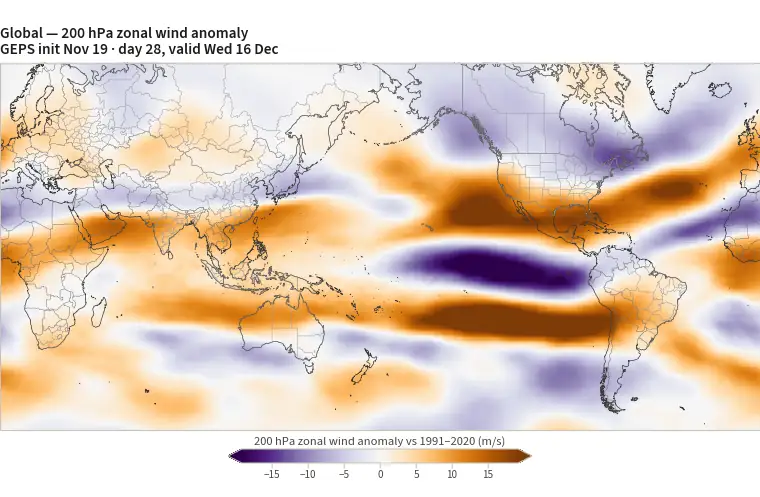 Global — 200 hPa zonal wind anomaly
GEPS init Nov 19 · day 28, valid Wed 16 Dec
200 hPa zonal wind anomaly vs 1991–2020 (m/s)
−15 −10 −5 0 5 10 15